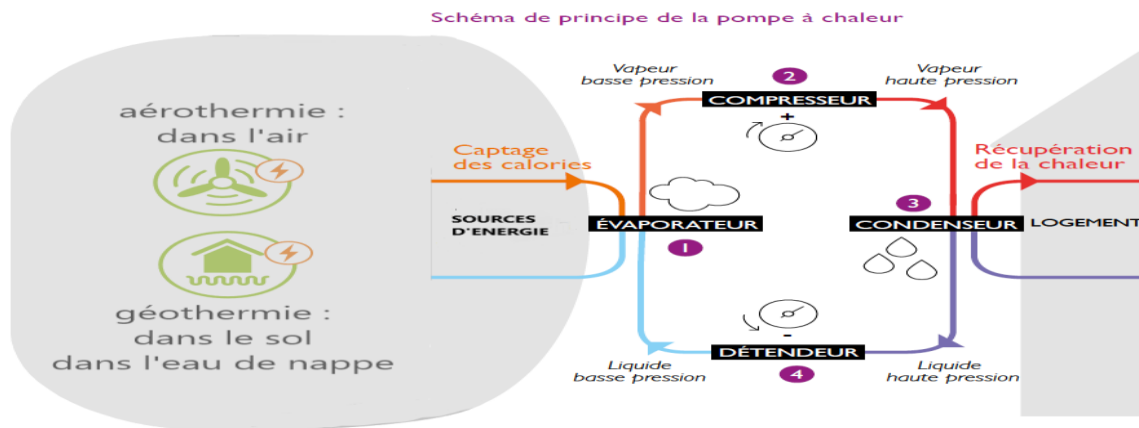 Schéma de principe de la pompe à chaleur
aérothermie :
dans l'air
géothermie :
dans le sol
dans l'eau de nappe
Captage
des calories
SOURCES
D'ENERGIE
Vapeur
basse pression
2
COMPRESSEUR
+
Vapeur
haute pression
ÉVAPORATEUR
1
3
CONDENSEUR
Récupération
de la chaleur
LOGEMENT
Liquide
basse pression
-
DÉTENDEUR
4
Liquide
haute pression